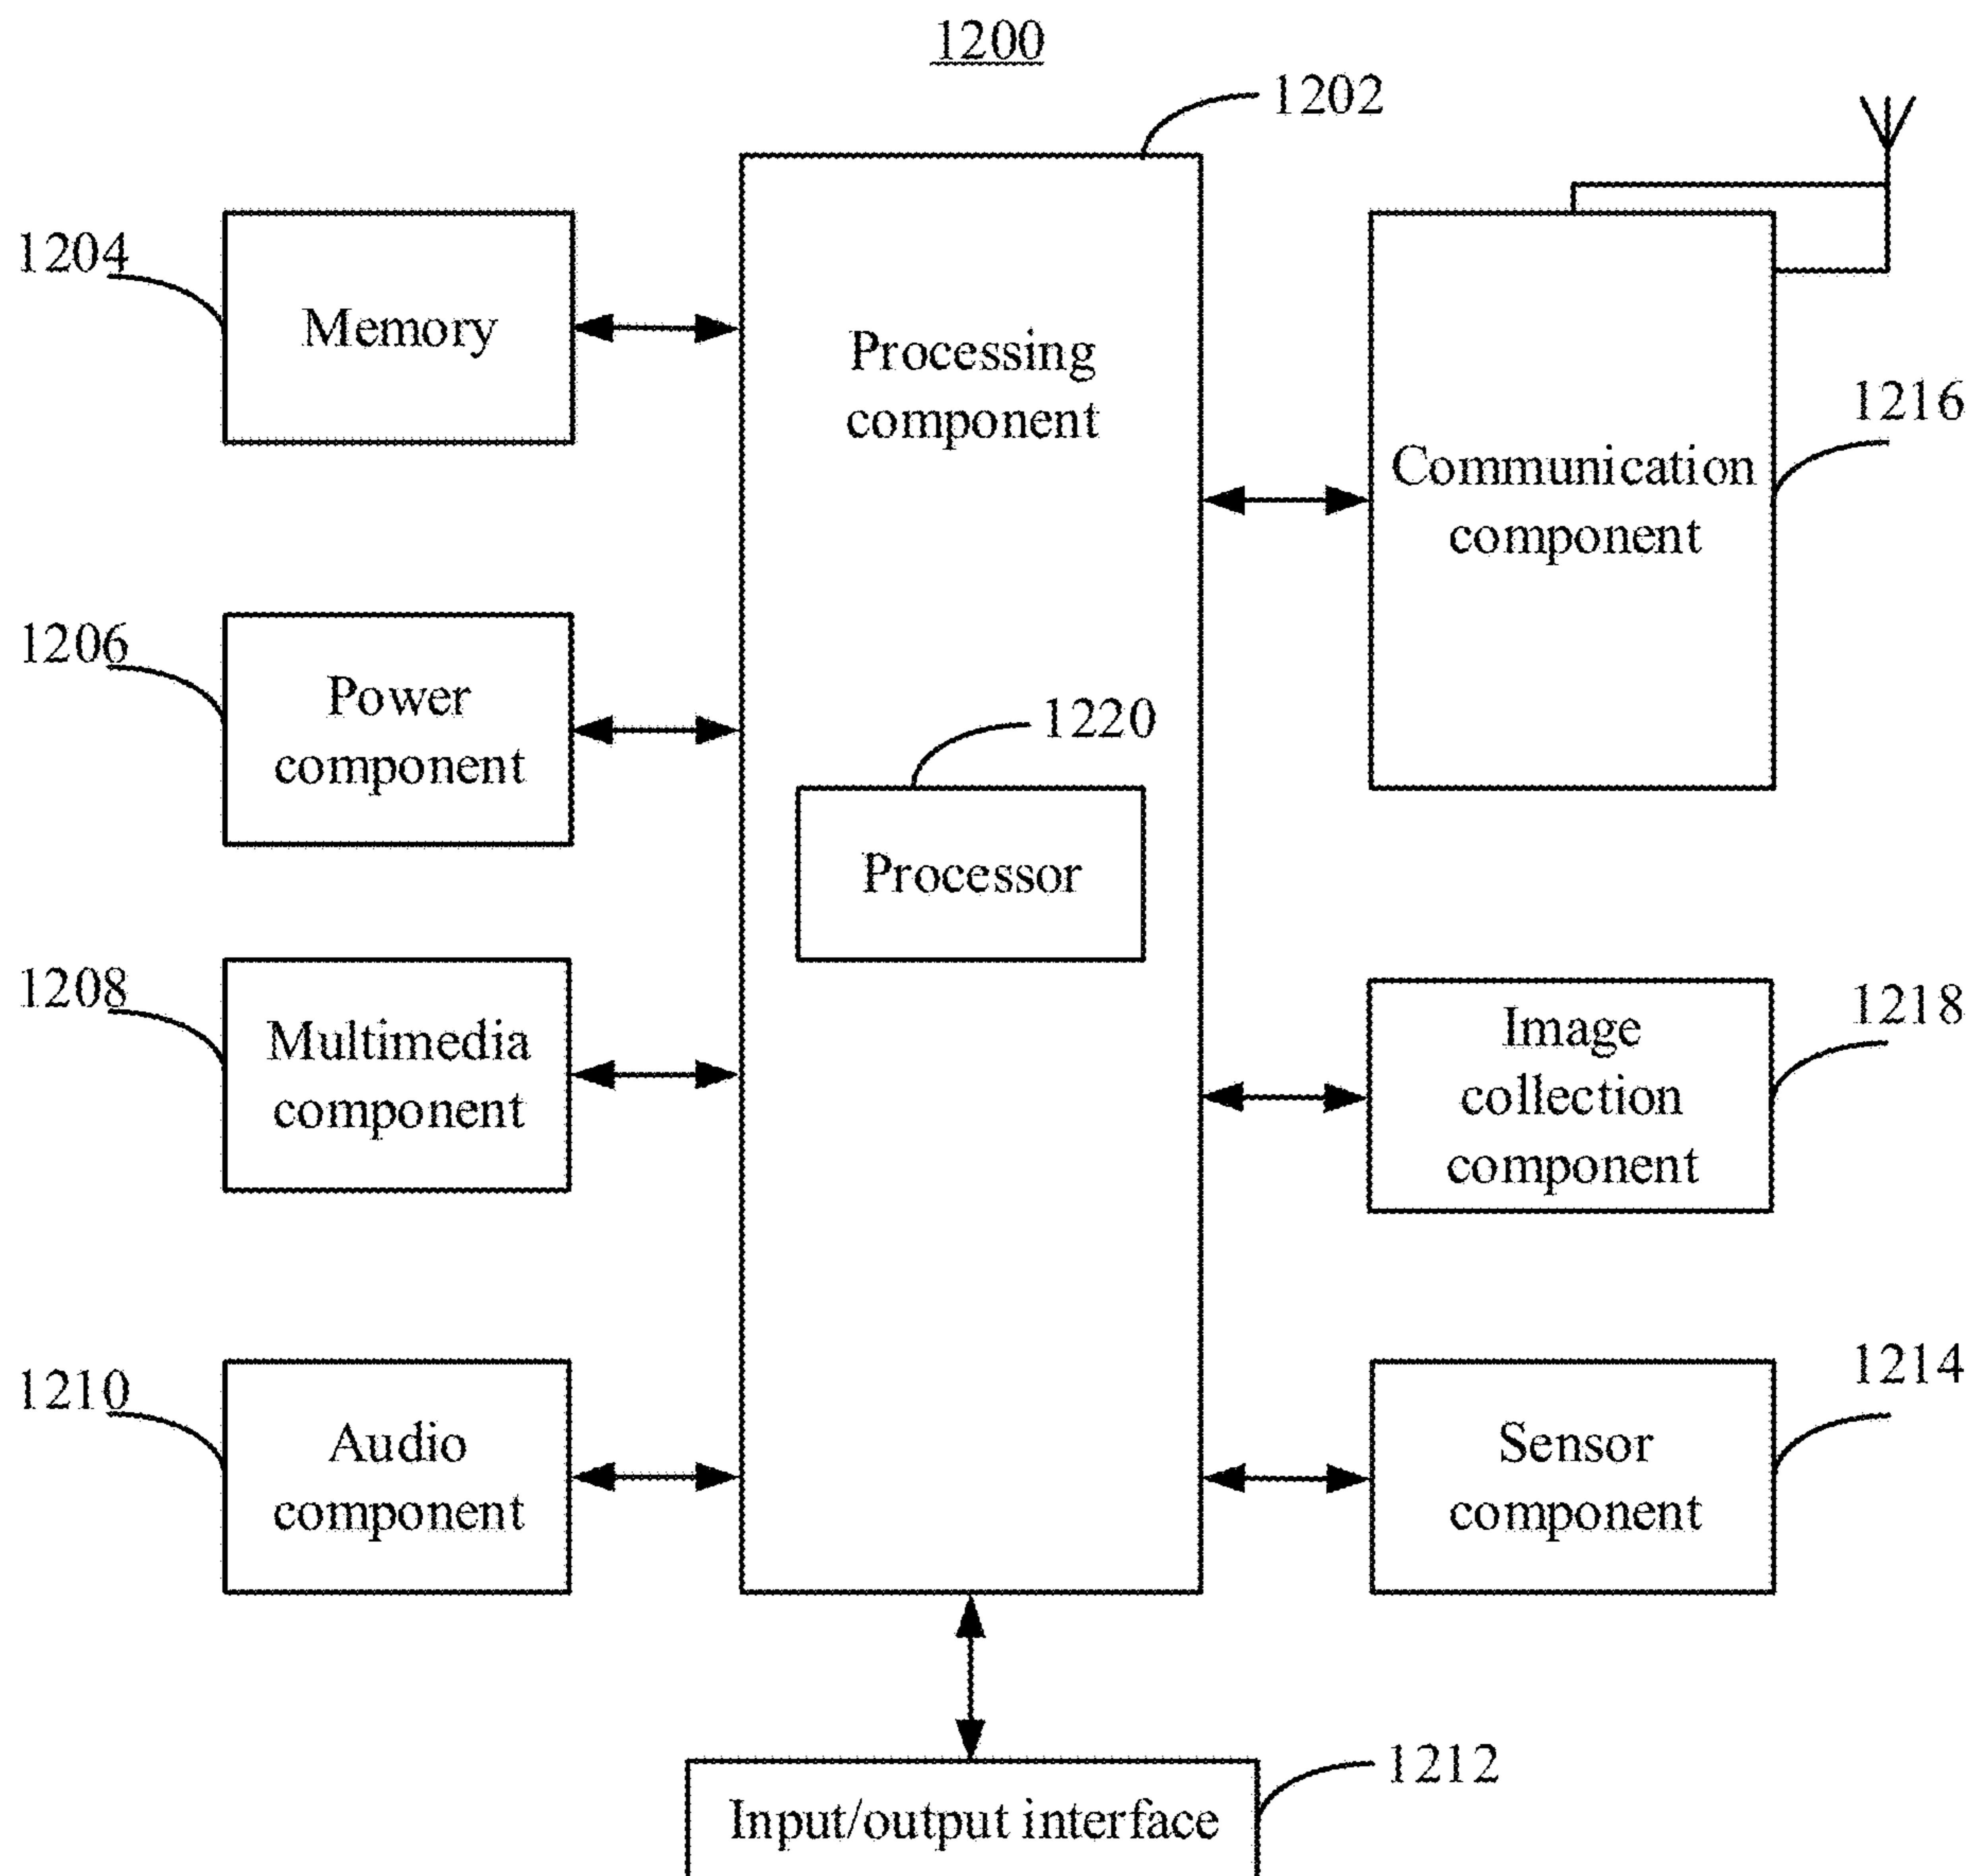 1200
1202
1204
Memory
Processing
component
1216
Communication
component
1206
Power
component
1220
Processor
1208
Multimedia
component
1218
Image
collection
component
1210
Audio
component
1214
Sensor
component
1212
Input/output interface